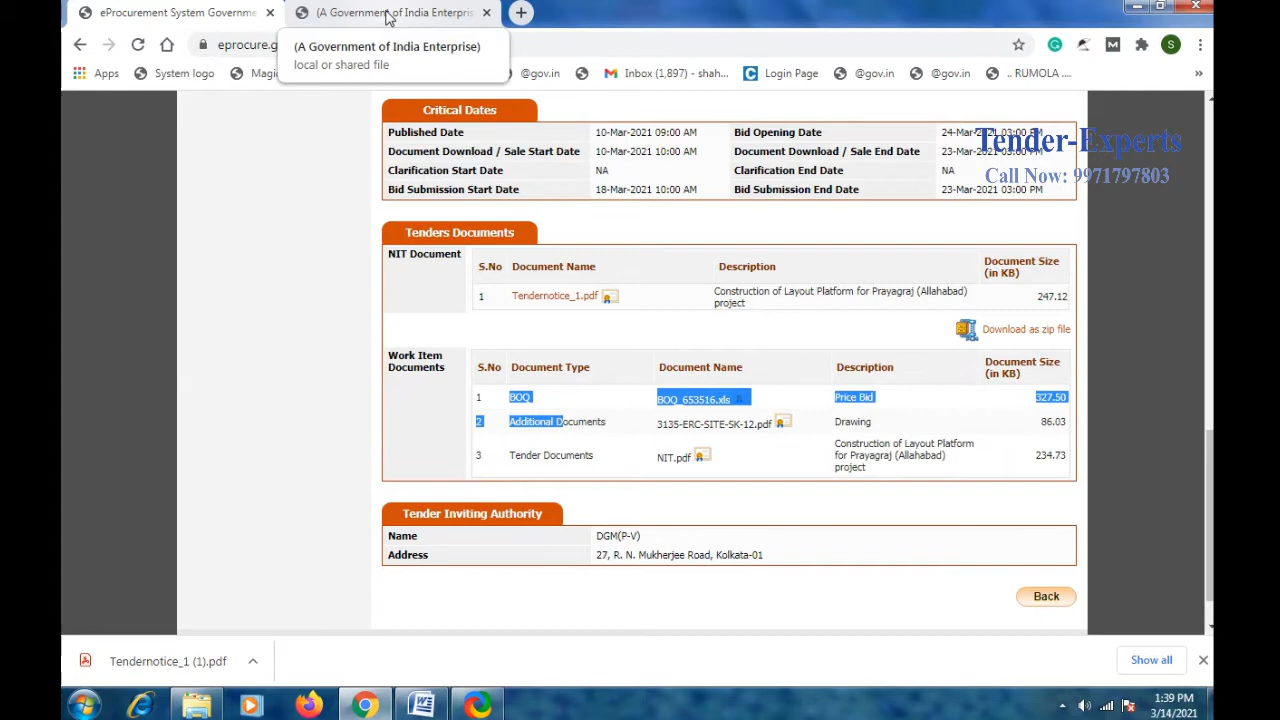 eProcurement System Governme
(A Government of India Enterpris
eprocure.g
(A Government of India Enterprise)
local or shared file
Apps
System logo
Magi
@gov.in
Inbox (1,897) - shah...
Login Page
@gov.in
@gov.in
.. RUMOLA ....
Critical Dates
Published Date 10-Mar-2021 09:00 AM Bid Opening Date 24-Mar-2021 03:00 PM
Document Download / Sale Start Date 10-Mar-2021 10:00 AM Document Download / Sale End Date 23-Mar-2021 03:00 PM
Clarification Start Date NA Clarification End Date NA
Bid Submission Start Date 18-Mar-2021 10:00 AM Bid Submission End Date 23-Mar-2021 03:00 PM
Tender-Experts
Call Now: 9971797803
Tenders Documents
NIT Document
S.No Document Name Description Document Size (in KB)
1 Tendernotice_1.pdf Construction of Layout Platform for Prayagraj (Allahabad) project 247.12
Download as zip file
Work Item Documents
S.No Document Type Document Name Description Document Size (in KB)
1 BOQ BOQ_653516.xls Price Bid 327.50
2 Additional Documents 3135-ERC-SITE-SK-12.pdf Drawing 86.03
3 Tender Documents NIT.pdf Construction of Layout Platform for Prayagraj (Allahabad) project 234.73
Tender Inviting Authority
Name DGM(P-V)
Address 27, R. N. Mukherjee Road, Kolkata-01
Back
Tendernotice_1 (1).pdf
Show all
1:39 PM
3/14/2021